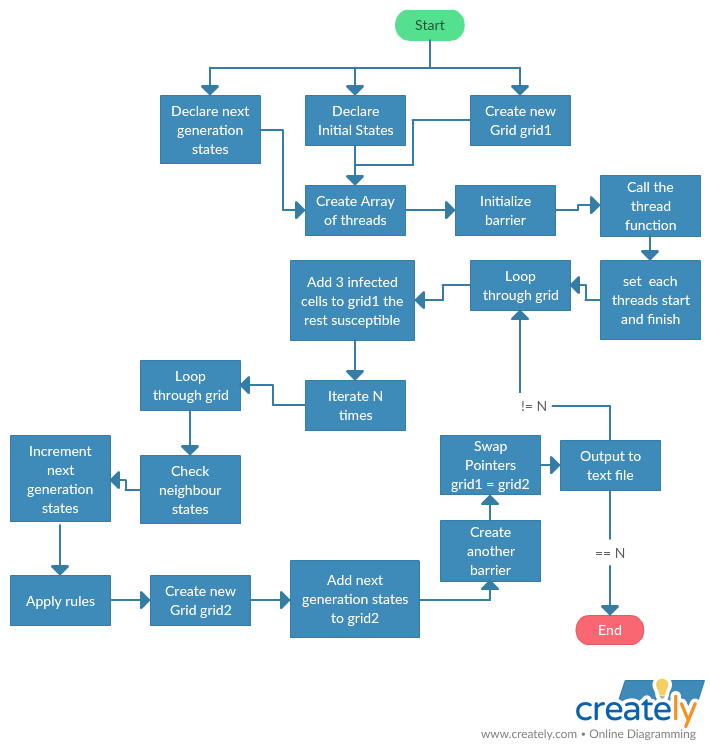 Start
Declare next
generation
states
Declare
Initial States
Create new
Grid grid1
Create Array
of threads
Initialize
barrier
Call the
thread
function
set each
threads start
and finish
Loop
through grid
Add 3 infected
cells to grid1 the
rest susceptible
Iterate N
times
Loop
through grid
Check
neighbour
states
Increment
next
generation
states
Apply rules
Create new
Grid grid2
Add next
generation states
to grid2
Create
another
barrier
Swap
Pointers
grid1 = grid2
Output to
text file
!= N
== N
End
creately
www.creately.com • Online Diagramming